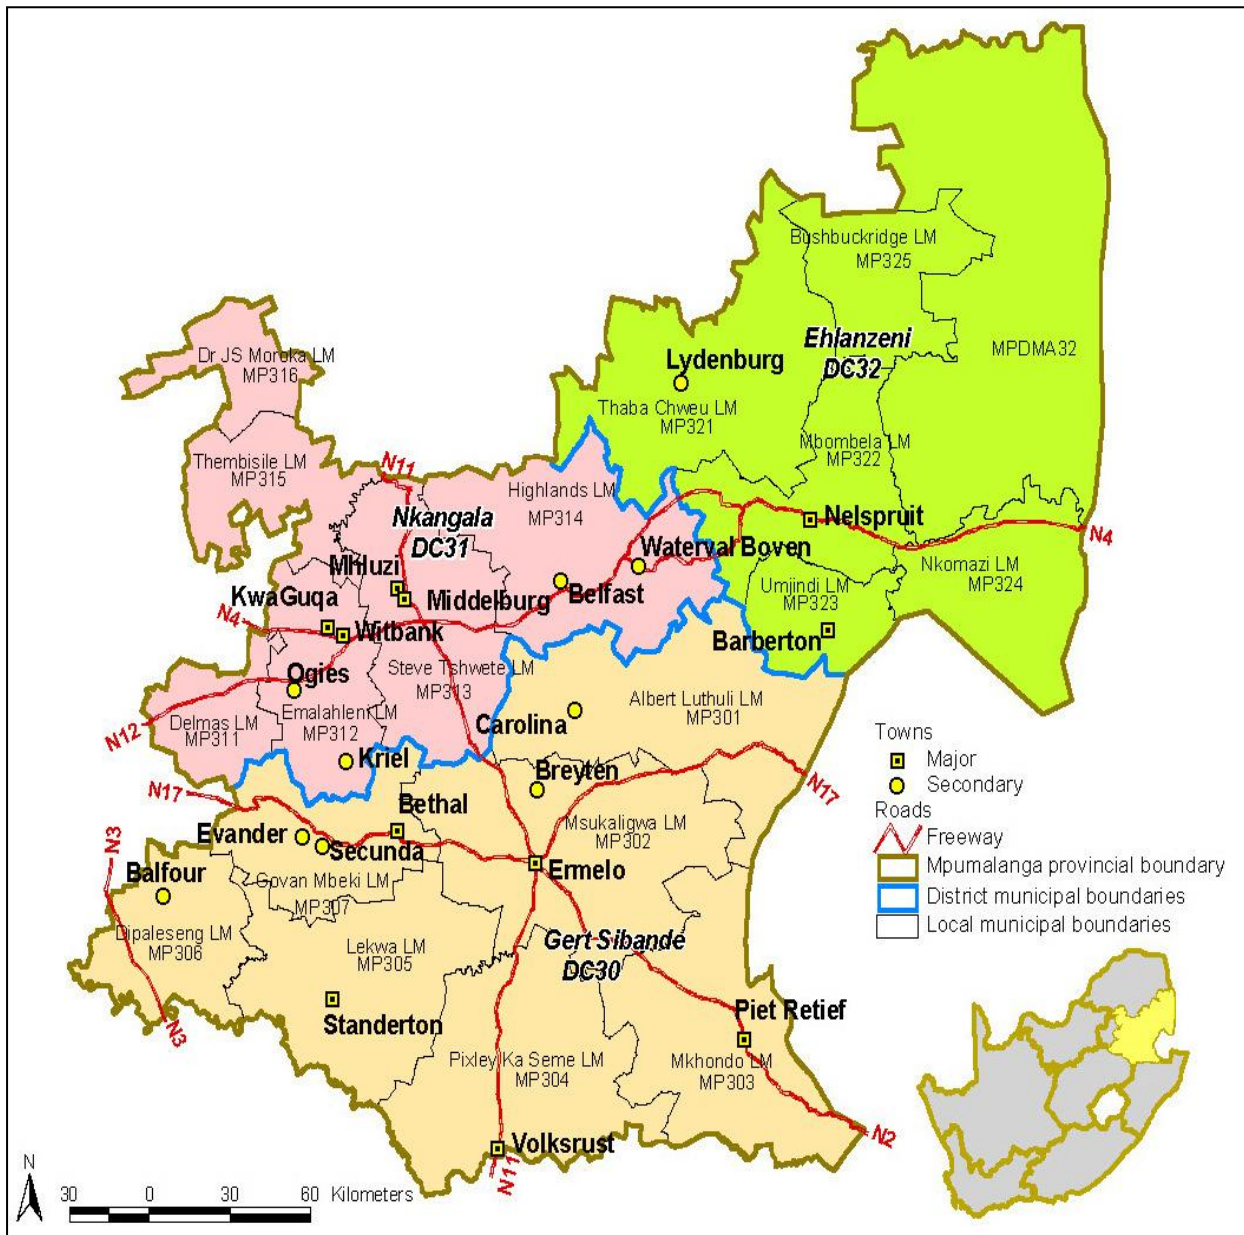 Bushbuckridge LM
MP325
Ehlanzeni
DC32
MPDMA32
Dr JS Moroka LM
MP316
Lydenburg
Thaba Chweu LM
MP321
Mbombela LM
MP322
Thembisile LM
MP315
N11
Highlands LM
MP314
Nkangala
DC31
Nelspruit
N4
Waterval Boven
Mhluzi
Nkomazi LM
MP324
Umjindi LM
MP323
KwaGuqa
Middelburg
Belfast
N4
Witbank
Barberton
Ogies
Steve Tshwete LM
MP313
Albert Luthuli LM
MP301
Delmas LM
MP311
Emalahleni LM
MP312
N12
Carolina
Kriel
Breyten
N17
N17
Bethal
Msukaligwa LM
MP302
Evander
Secunda
N3
Balfour
Ermelo
Govan Mbeki LM
MP307
Dipaleseng LM
MP306
Lekwa LM
MP305
Gert Sibande
DC30
Standerton
N3
Piet Retief
Pixley Ka Seme LM
MP304
Mkhondo LM
MP303
Volksrust
N11
N2
Towns
Major
Secondary
Roads
Freeway
Mpumalanga provincial boundary
District municipal boundaries
Local municipal boundaries
N
30 0 30 60 Kilometers